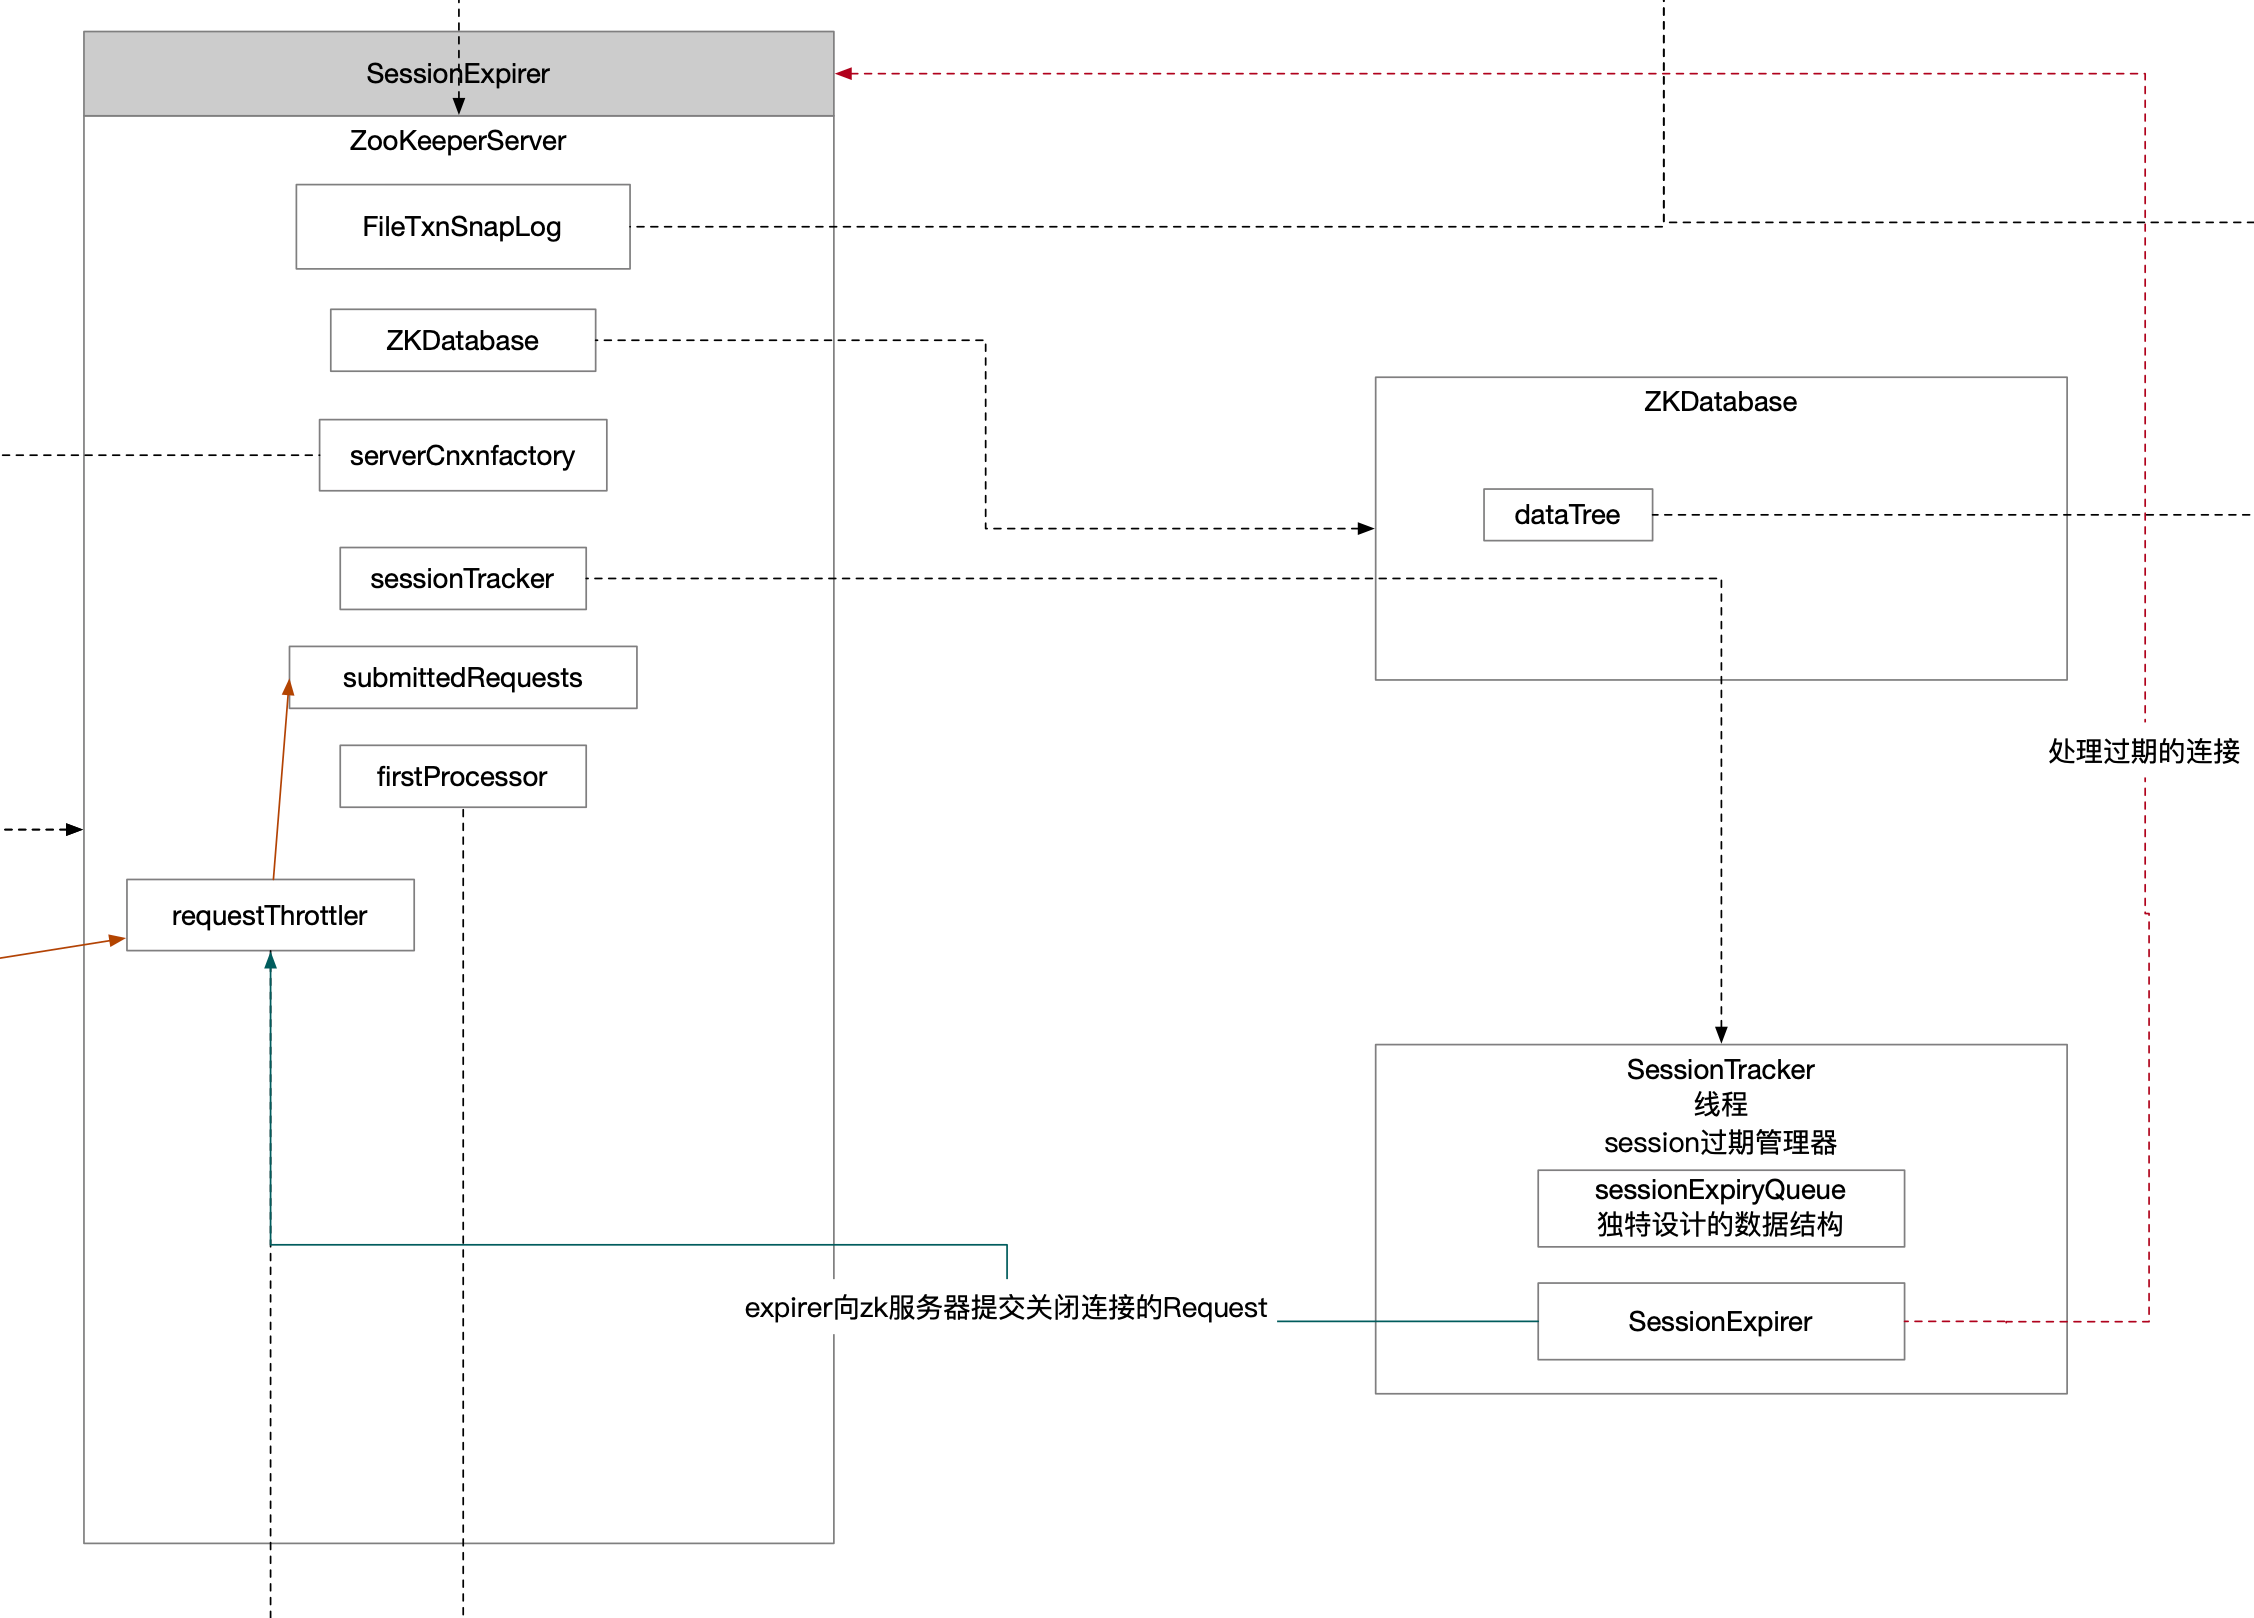 SessionExpirer
ZooKeeperServer
FileTxnSnapLog
ZKDatabase
serverCnxnfactory
sessionTracker
submittedRequests
firstProcessor
requestThrottler
ZKDatabase
dataTree
处理过期的连接
SessionTracker
线程
session过期管理器
sessionExpiryQueue
独特设计的数据结构
SessionExpirer
expirer向zk服务器提交关闭连接的Request